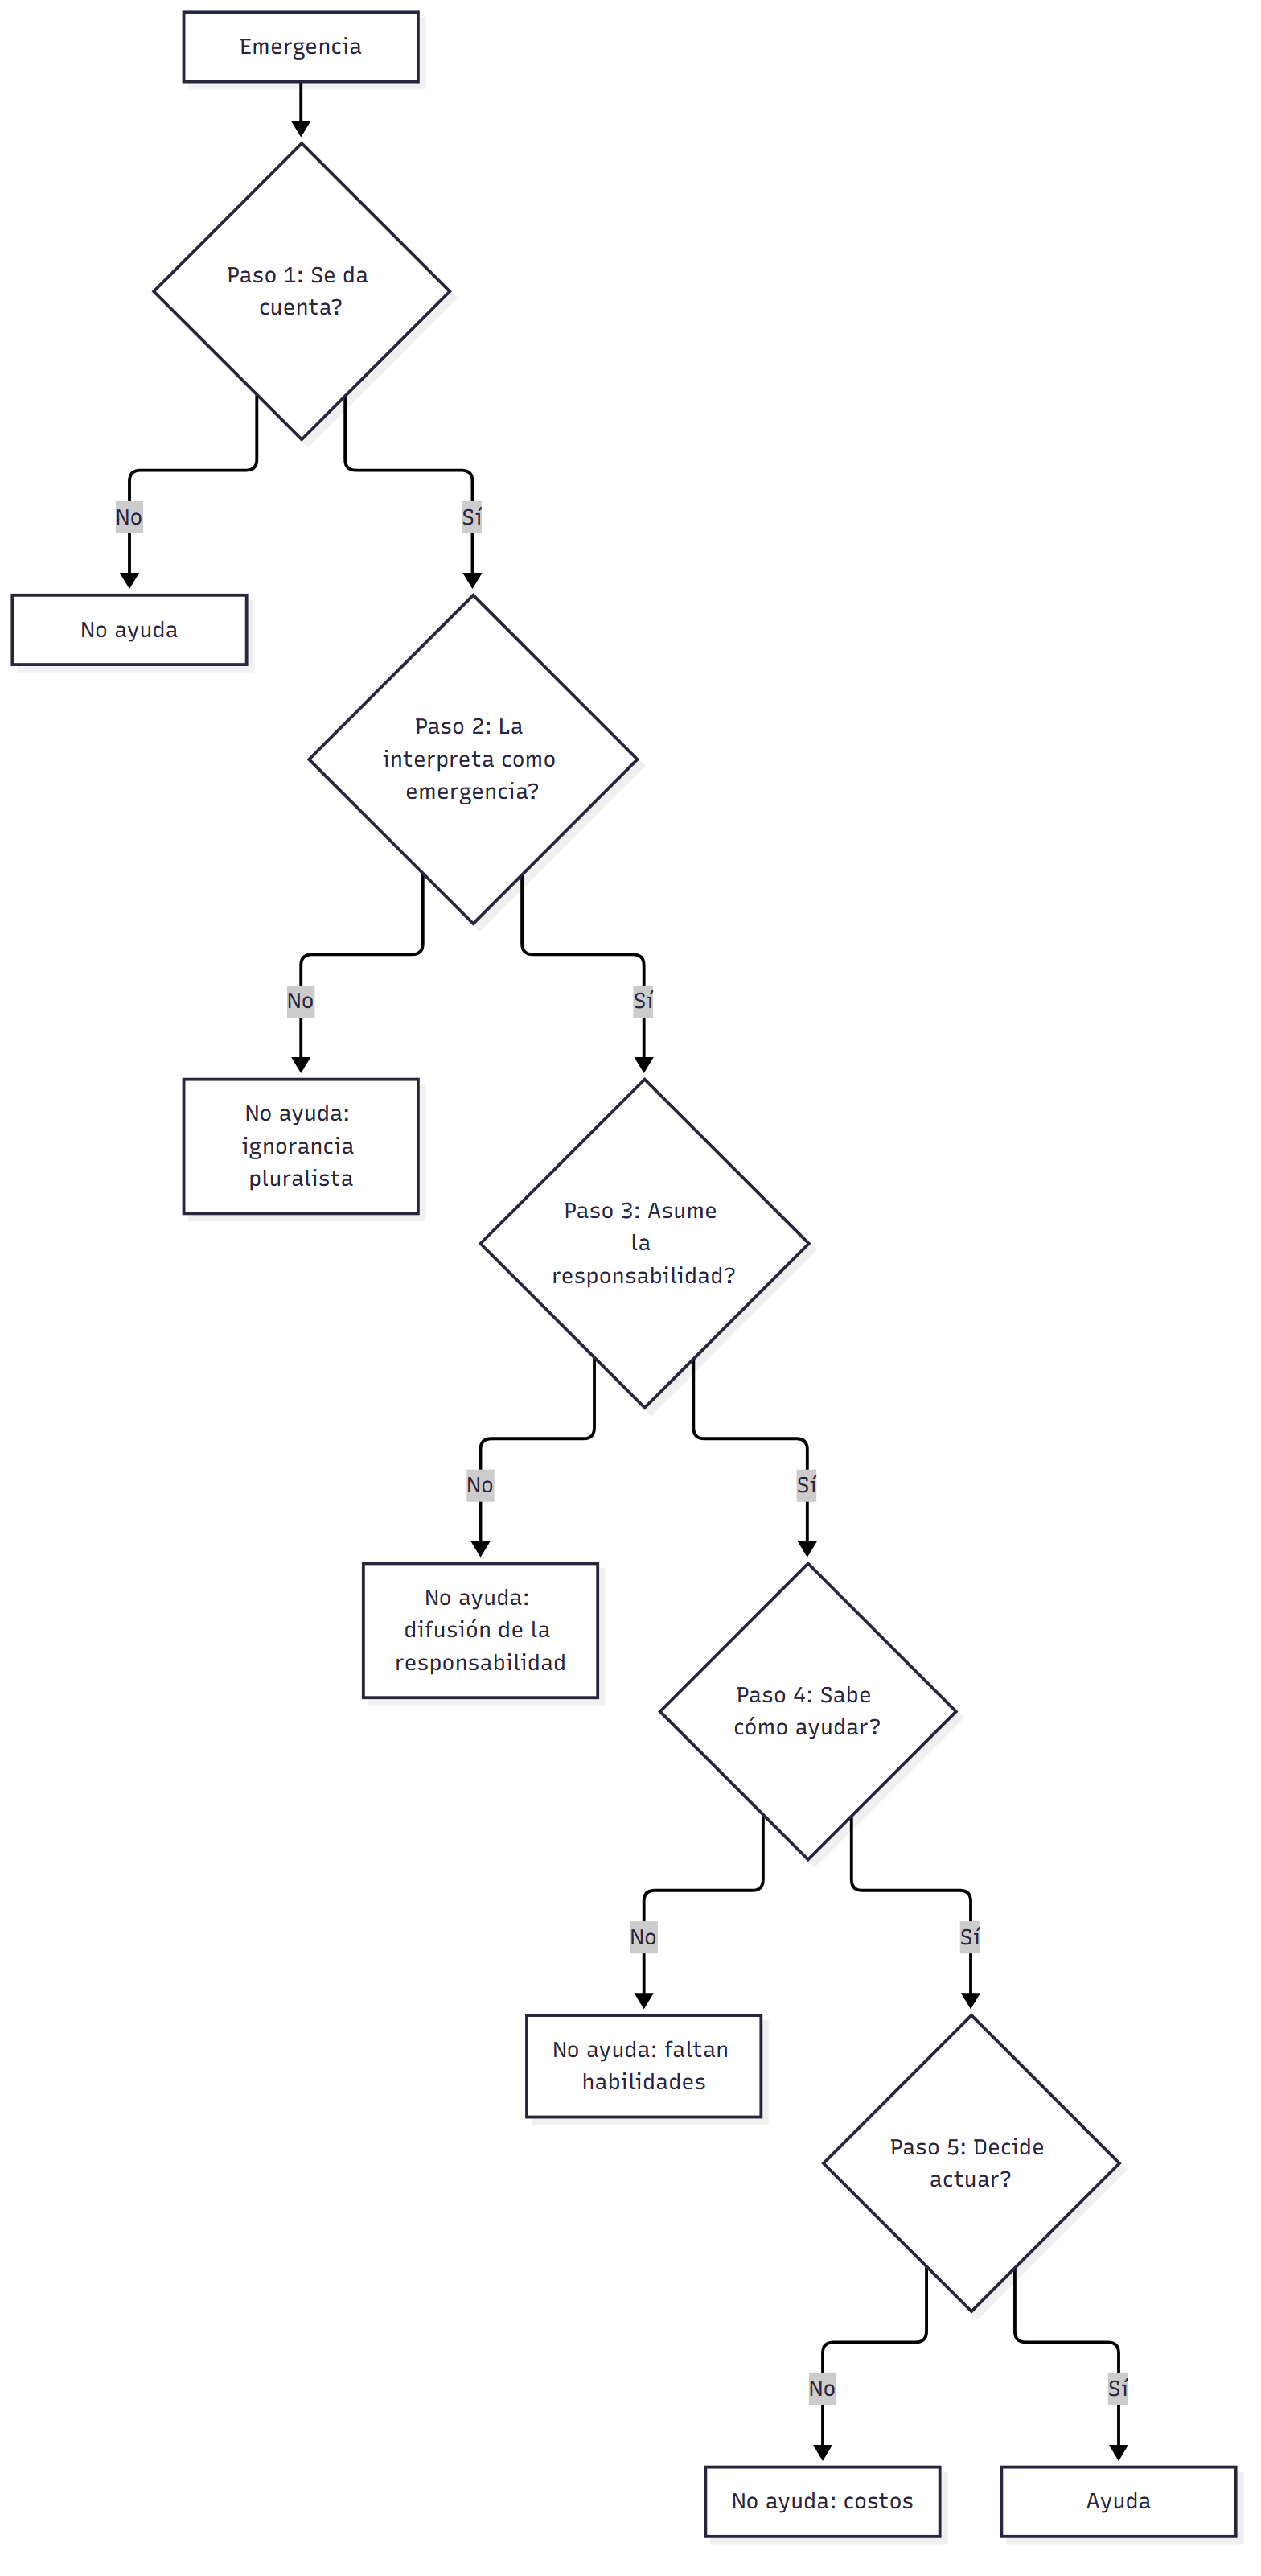 Emergencia
Paso 1: Se da
cuenta?
No
Sí
No ayuda
Paso 2: La
interpreta como
emergencia?
No
Sí
No ayuda:
ignorancia
pluralista
Paso 3: Asume
la
responsabilidad?
No
Sí
No ayuda:
difusión de la
responsabilidad
Paso 4: Sabe
cómo ayudar?
No
Sí
No ayuda: faltan
habilidades
Paso 5: Decide
actuar?
No
Sí
No ayuda: costos
Ayuda